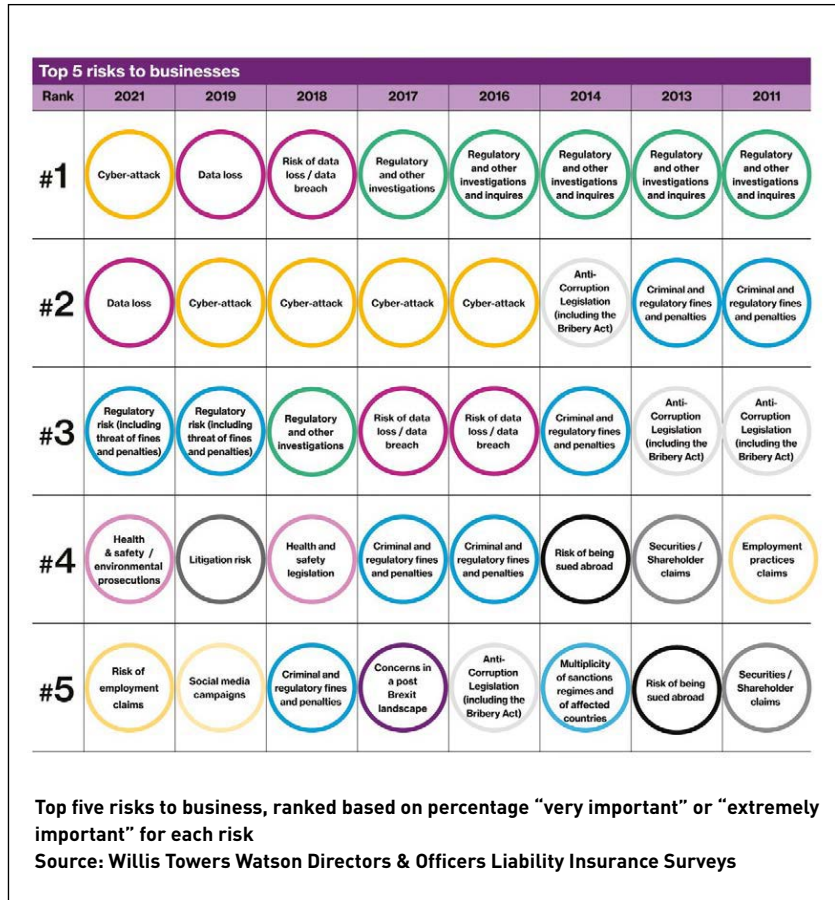 Top 5 risks to businesses
Rank 2021 2019 2018 2017 2016 2014 2013 2011
#1
Cyber-attack
Data loss
Risk of data
loss / data
breach
Regulatory
and other
investigations
Regulatory
and other
investigations
and inquires
Regulatory
and other
investigations
and inquires
Regulatory
and other
investigations
and inquires
Regulatory
and other
investigations
and inquires
#2
Data loss
Cyber-attack
Cyber-attack
Cyber-attack
Cyber-attack
Anti-
Corruption
Legislation
(including the
Bribery Act)
Criminal and
regulatory fines
and penalties
Criminal and
regulatory fines
and penalties
#3
Regulatory
risk (including
threat of fines
and penalties)
Regulatory
risk (including
threat of fines
and penalties)
Regulatory
and other
investigations
Risk of data
loss / data
breach
Risk of data
loss / data
breach
Criminal and
regulatory fines
and penalties
Anti-
Corruption
Legislation
(including the
Bribery Act)
Anti-
Corruption
Legislation
(including the
Bribery Act)
#4
Health
& safety /
environmental
prosecutions
Litigation risk
Health and
safety
legislation
Criminal and
regulatory fines
and penalties
Criminal and
regulatory fines
and penalties
Risk of being
sued abroad
Securities /
Shareholder
claims
Employment
practices
claims
#5
Risk of
employment
claims
Social media
campaigns
Criminal and
regulatory fines
and penalties
Concerns in
a post
Brexit
landscape
Anti-
Corruption
Legislation
(including the
Bribery Act)
Multiplicity
of sanctions
regimes and
of affected
countries
Risk of being
sued abroad
Securities /
Shareholder
claims
Top five risks to business, ranked based on percentage “very important” or “extremely
important” for each risk
Source: Willis Towers Watson Directors & Officers Liability Insurance Surveys